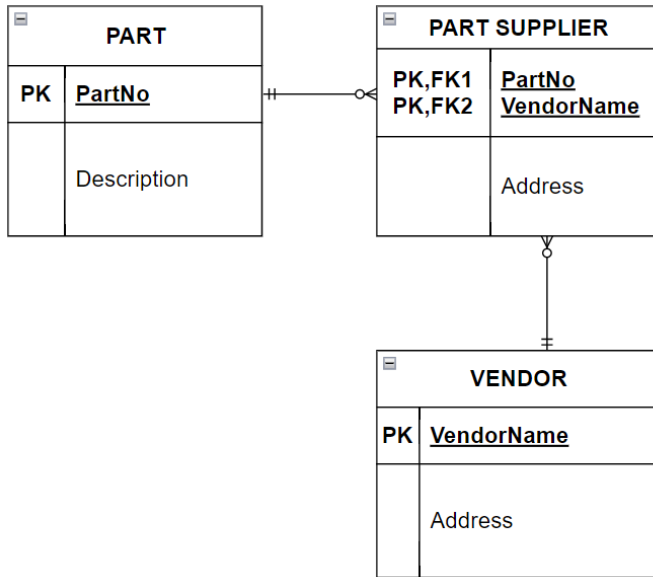 PART
PK PartNo
Description
PART SUPPLIER
PK,FK1 PartNo
PK,FK2 VendorName
Address
VENDOR
PK VendorName
Address